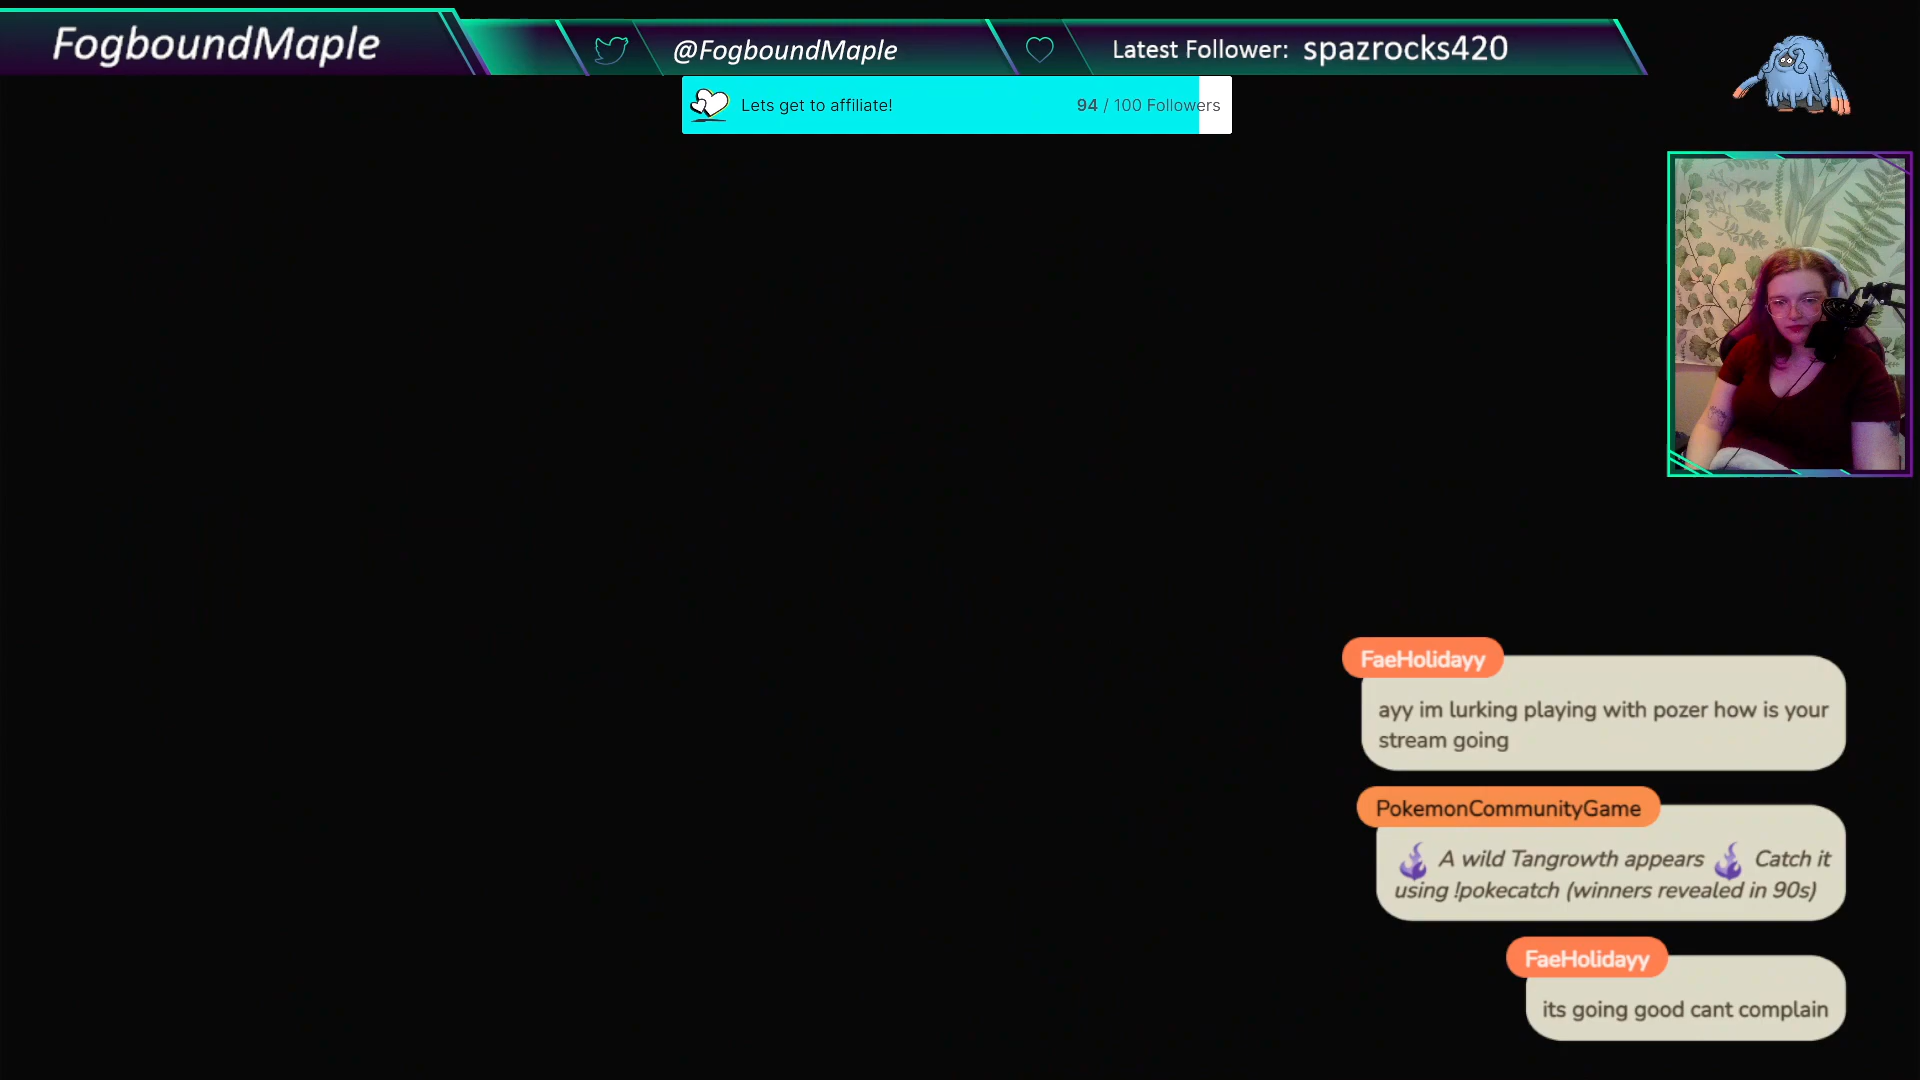 FogboundMaple
@FogboundMaple
Latest Follower: spazrocks420
Lets get to affiliate!
94 / 100 Followers
FaeHolidayy
ayy im lurking playing with pozer how is your
stream going
PokemonCommunityGame
A wild Tangrowth appears Catch it
using !pokecatch (winners revealed in 90s)
FaeHolidayy
its going good cant complain